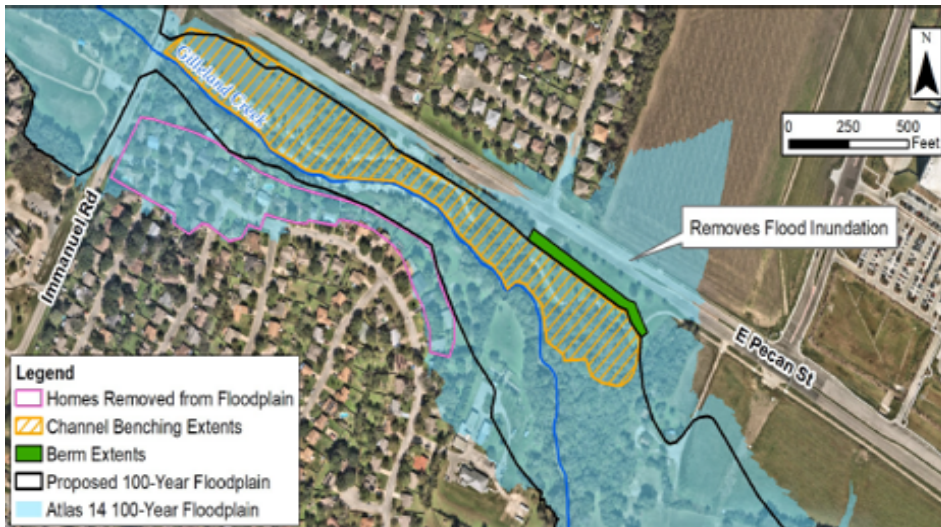 Gilleland Creek
N
0 250 500
Feet
Removes Flood Inundation
Immanuel Rd
E Pecan St
Legend
Homes Removed from Floodplain
Channel Benching Extents
Berm Extents
Proposed 100-Year Floodplain
Atlas 14 100-Year Floodplain